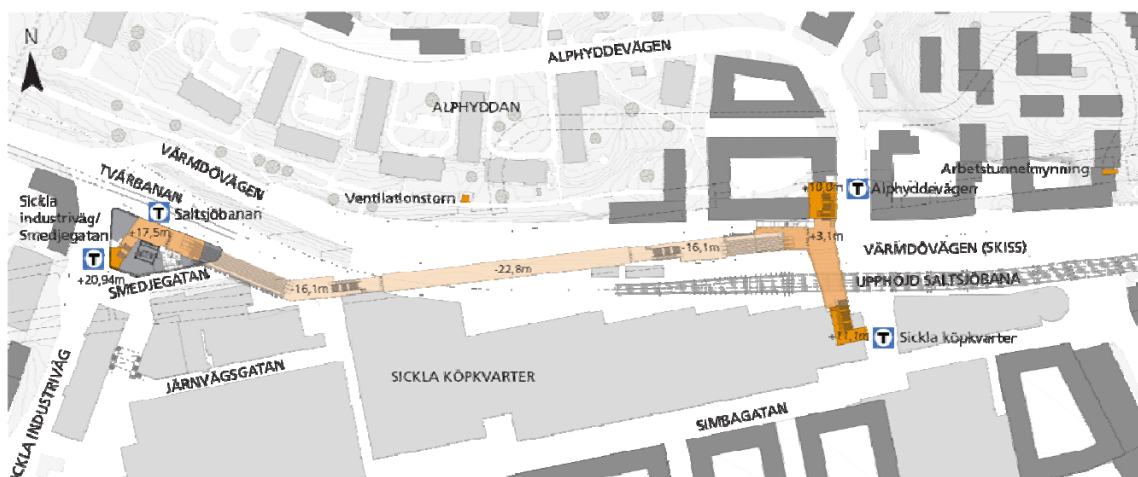 N
ALPHYDDEVÄGEN
ALPHYDDAN
VÄRMDÖVÄGEN
TVÄRBANAN
Arbetstunnelmynning
Sickla
industriväg/
Smedjegatan
T Saltsjöbanan
Ventilationstorn
+10,0m
T Alphyddevägen
+17,5m
+3,1m
-16,1m
VÄRMDÖVÄGEN (SKISS)
T
+20,94m
-22,8m
SMEDJEGATAN
-16,1m
UPPHÖJD SALTSJÖBANA
+11,1m
T Sickla köpkvarter
JÄRNVÄGSGATAN
SICKLA KÖPKVARTER
SIMBAGATAN
SICKLA INDUSTRIVÄG